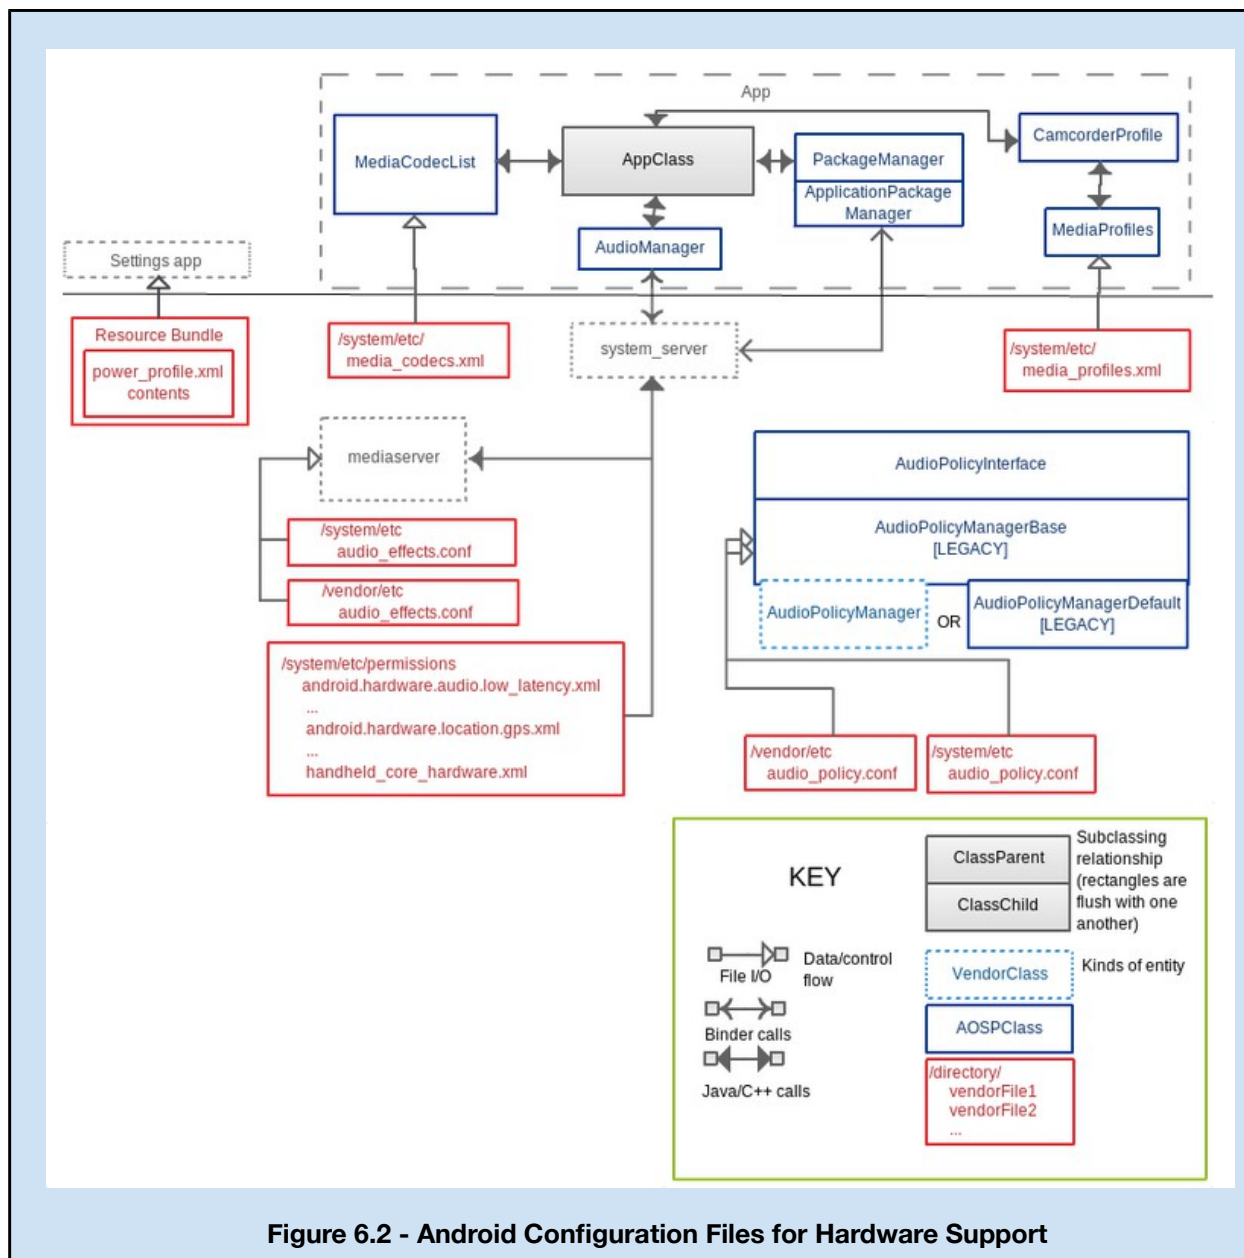 App
MediaCodecList
AppClass
PackageManager
ApplicationPackage
Manager
CamcorderProfile
AudioManager
MediaProfiles
Settings app
Resource Bundle
power_profile.xml
contents
/system/etc/
media_codecs.xml
system_server
/system/etc/
media_profiles.xml
mediaserver
/system/etc
audio_effects.conf
/vendor/etc
audio_effects.conf
/system/etc/permissions
android.hardware.audio.low_latency.xml
...
android.hardware.location.gps.xml
...
handheld_core_hardware.xml
AudioPolicyInterface
AudioPolicyManagerBase
[LEGACY]
AudioPolicyManager
OR
AudioPolicyManagerDefault
[LEGACY]
/vendor/etc
audio_policy.conf
/system/etc
audio_policy.conf
KEY
File I/O
Data/control
flow
Binder calls
Java/C++ calls
ClassParent
ClassChild
Subclassing
relationship
(rectangles are
flush with one
another)
VendorClass
Kinds of entity
AOSPClass
/directory/
vendorFile1
vendorFile2
...
Figure 6.2 - Android Configuration Files for Hardware Support